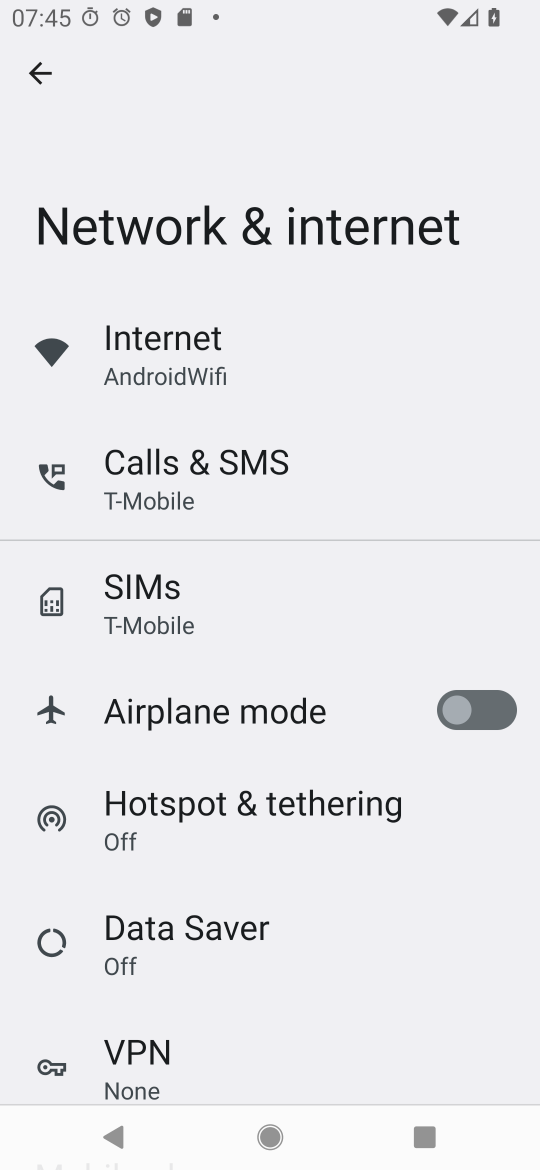 07:45
Network & internet
Internet
AndroidWifi
Calls & SMS
T-Mobile
SIMs
T-Mobile
Airplane mode
Hotspot & tethering
Off
Data Saver
Off
VPN
None